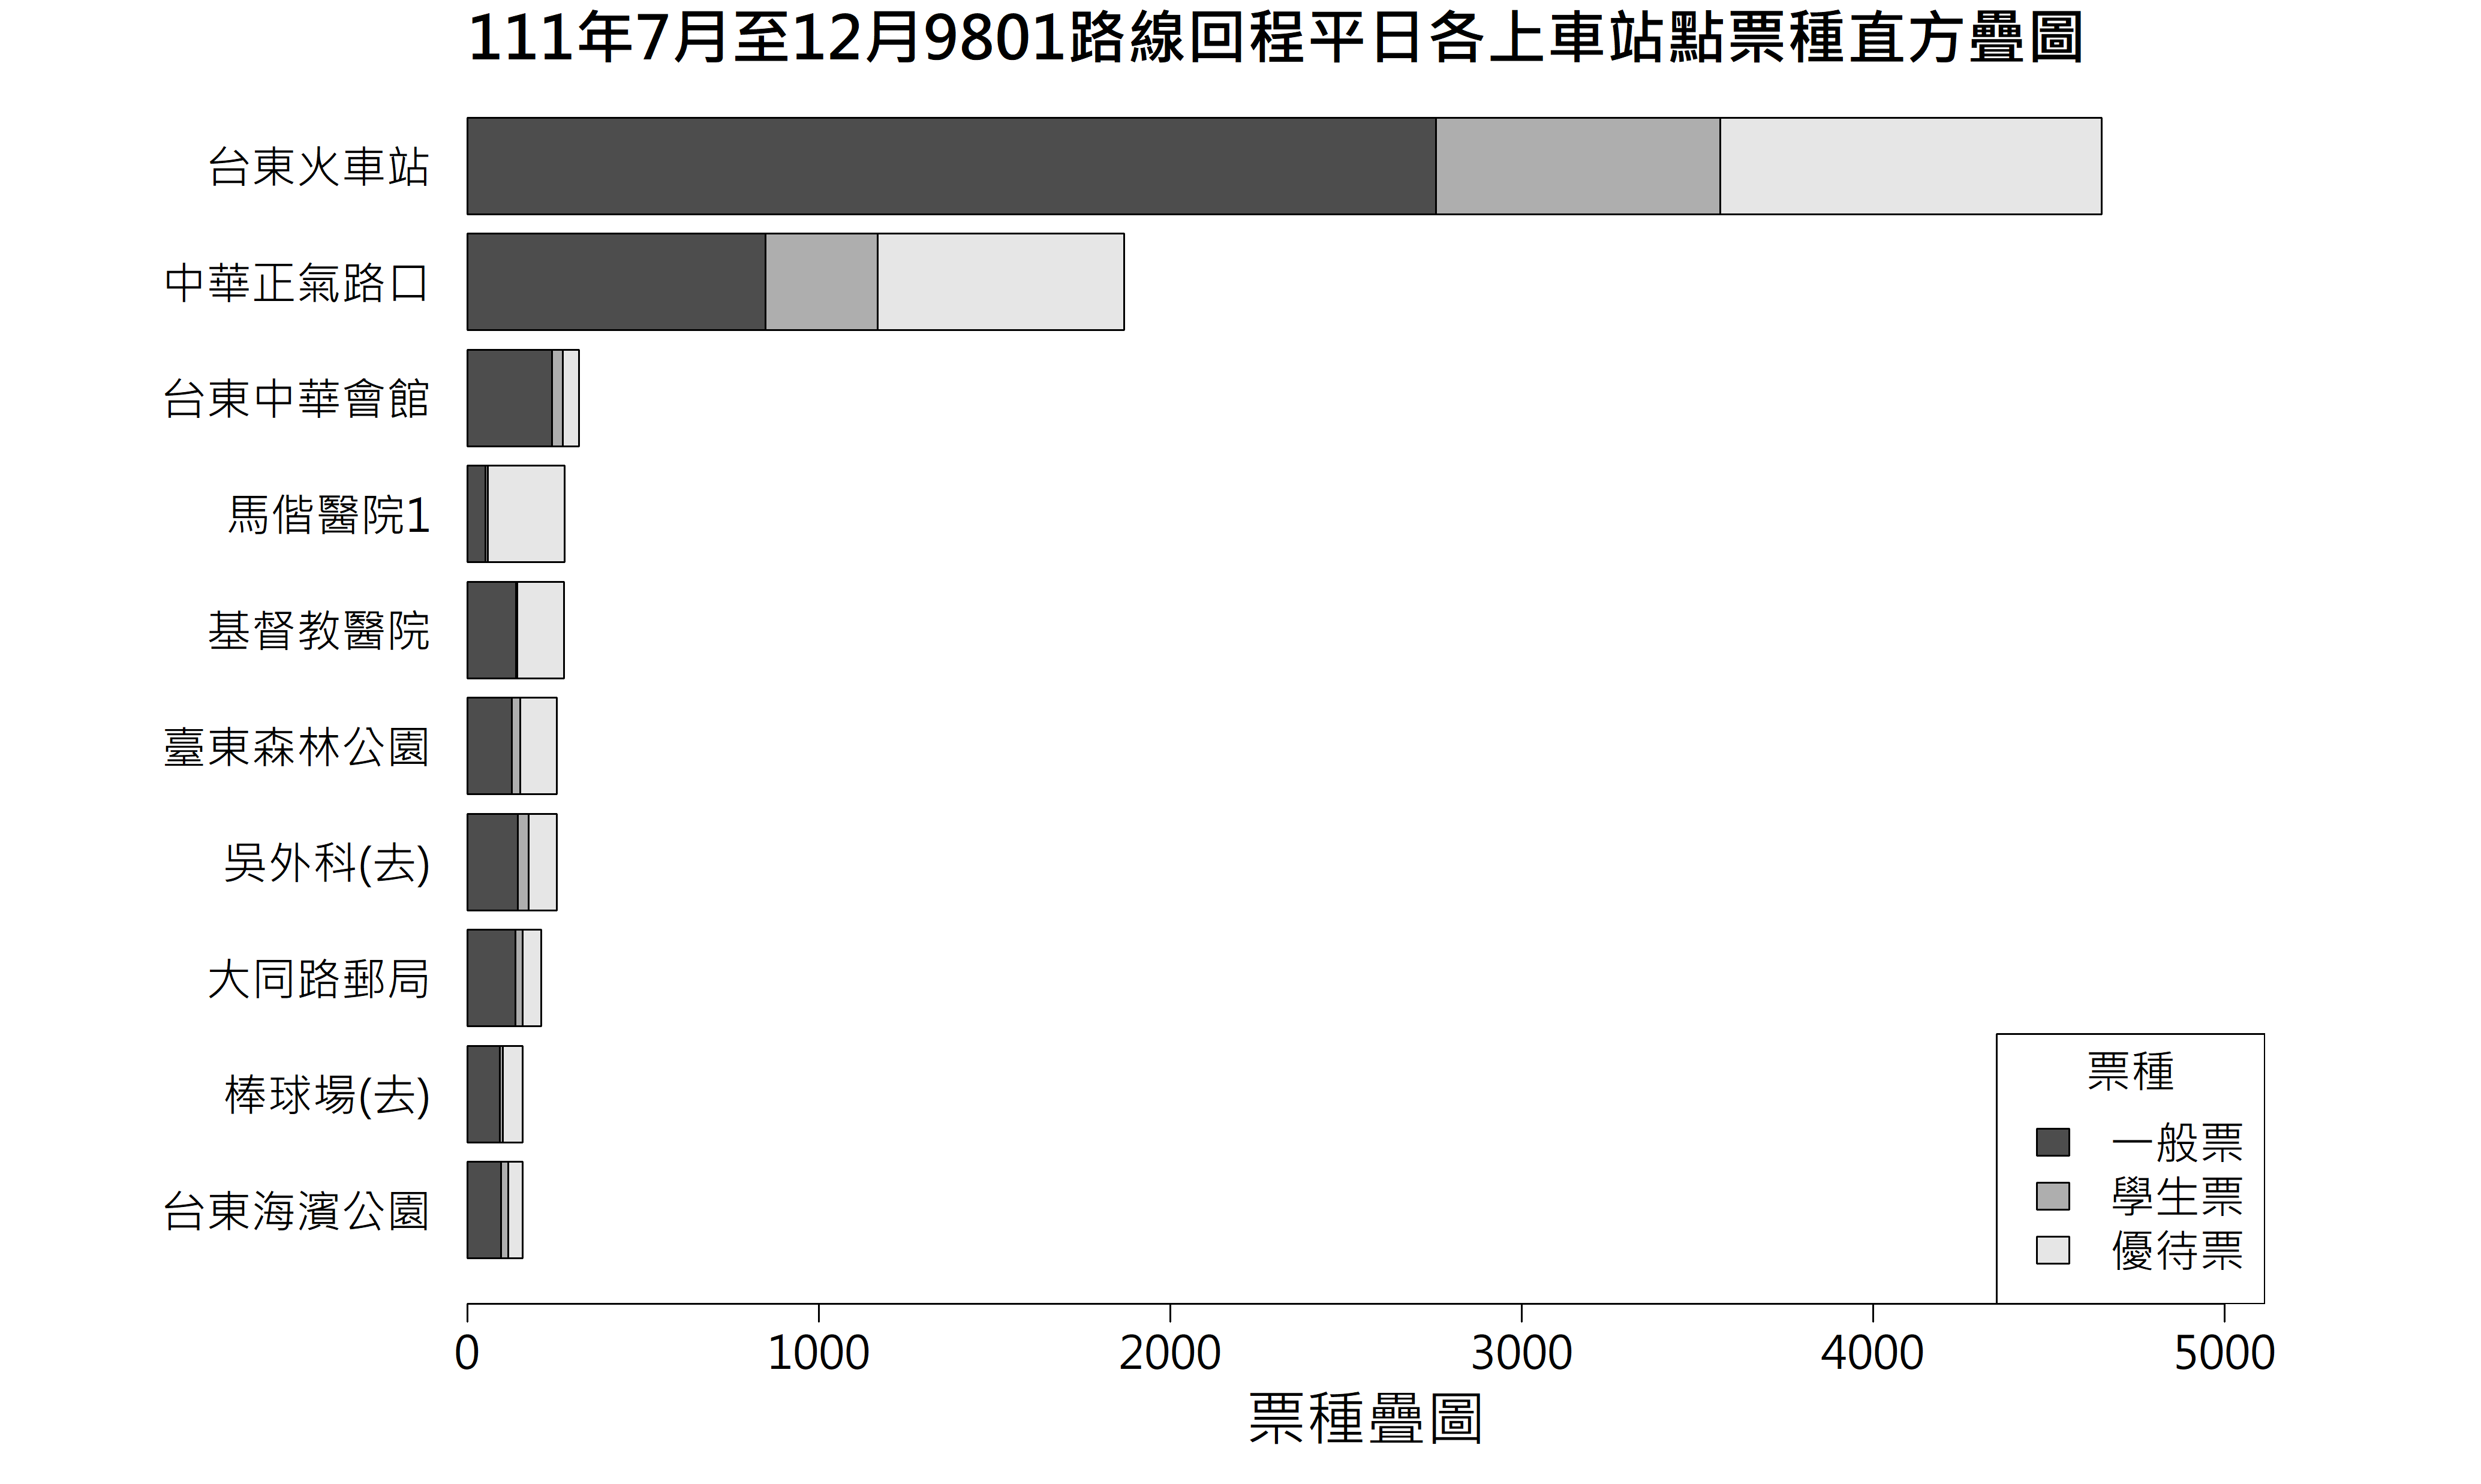 111年7月至12月9801路線回程平日各上車站點票種直方疊圖
台東火車站
中華正氣路口
台東中華會館
馬偕醫院1
基督教醫院
臺東森林公園
吳外科(去)
大同路郵局
棒球場(去)
台東海濱公園
票種
一般票
學生票
優待票
0 1000 2000 3000 4000 5000
票種疊圖